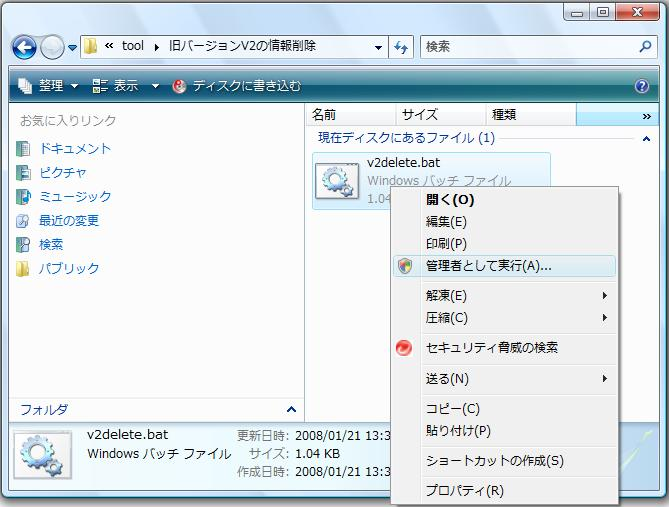 « tool 旧バージョンV2の情報削除 検索
整理 表示 ディスクに書き込む
お気に入りリンク
ドキュメント
ピクチャ
ミュージック
最近の変更
検索
パブリック
フォルダ
名前 サイズ 種類 »
現在ディスクにあるファイル (1)
v2delete.bat
Windows バッチ ファイル
1.04
開く(O)
編集(E)
印刷(P)
管理者として実行(A)...
解凍(E)
圧縮(C)
セキュリティ脅威の検索
送る(N)
コピー(C)
貼り付け(P)
ショートカットの作成(S)
プロパティ(R)
v2delete.bat 更新日時: 2008/01/21 13:3
Windows バッチ ファイル サイズ: 1.04 KB
作成日時: 2008/01/21 13:3